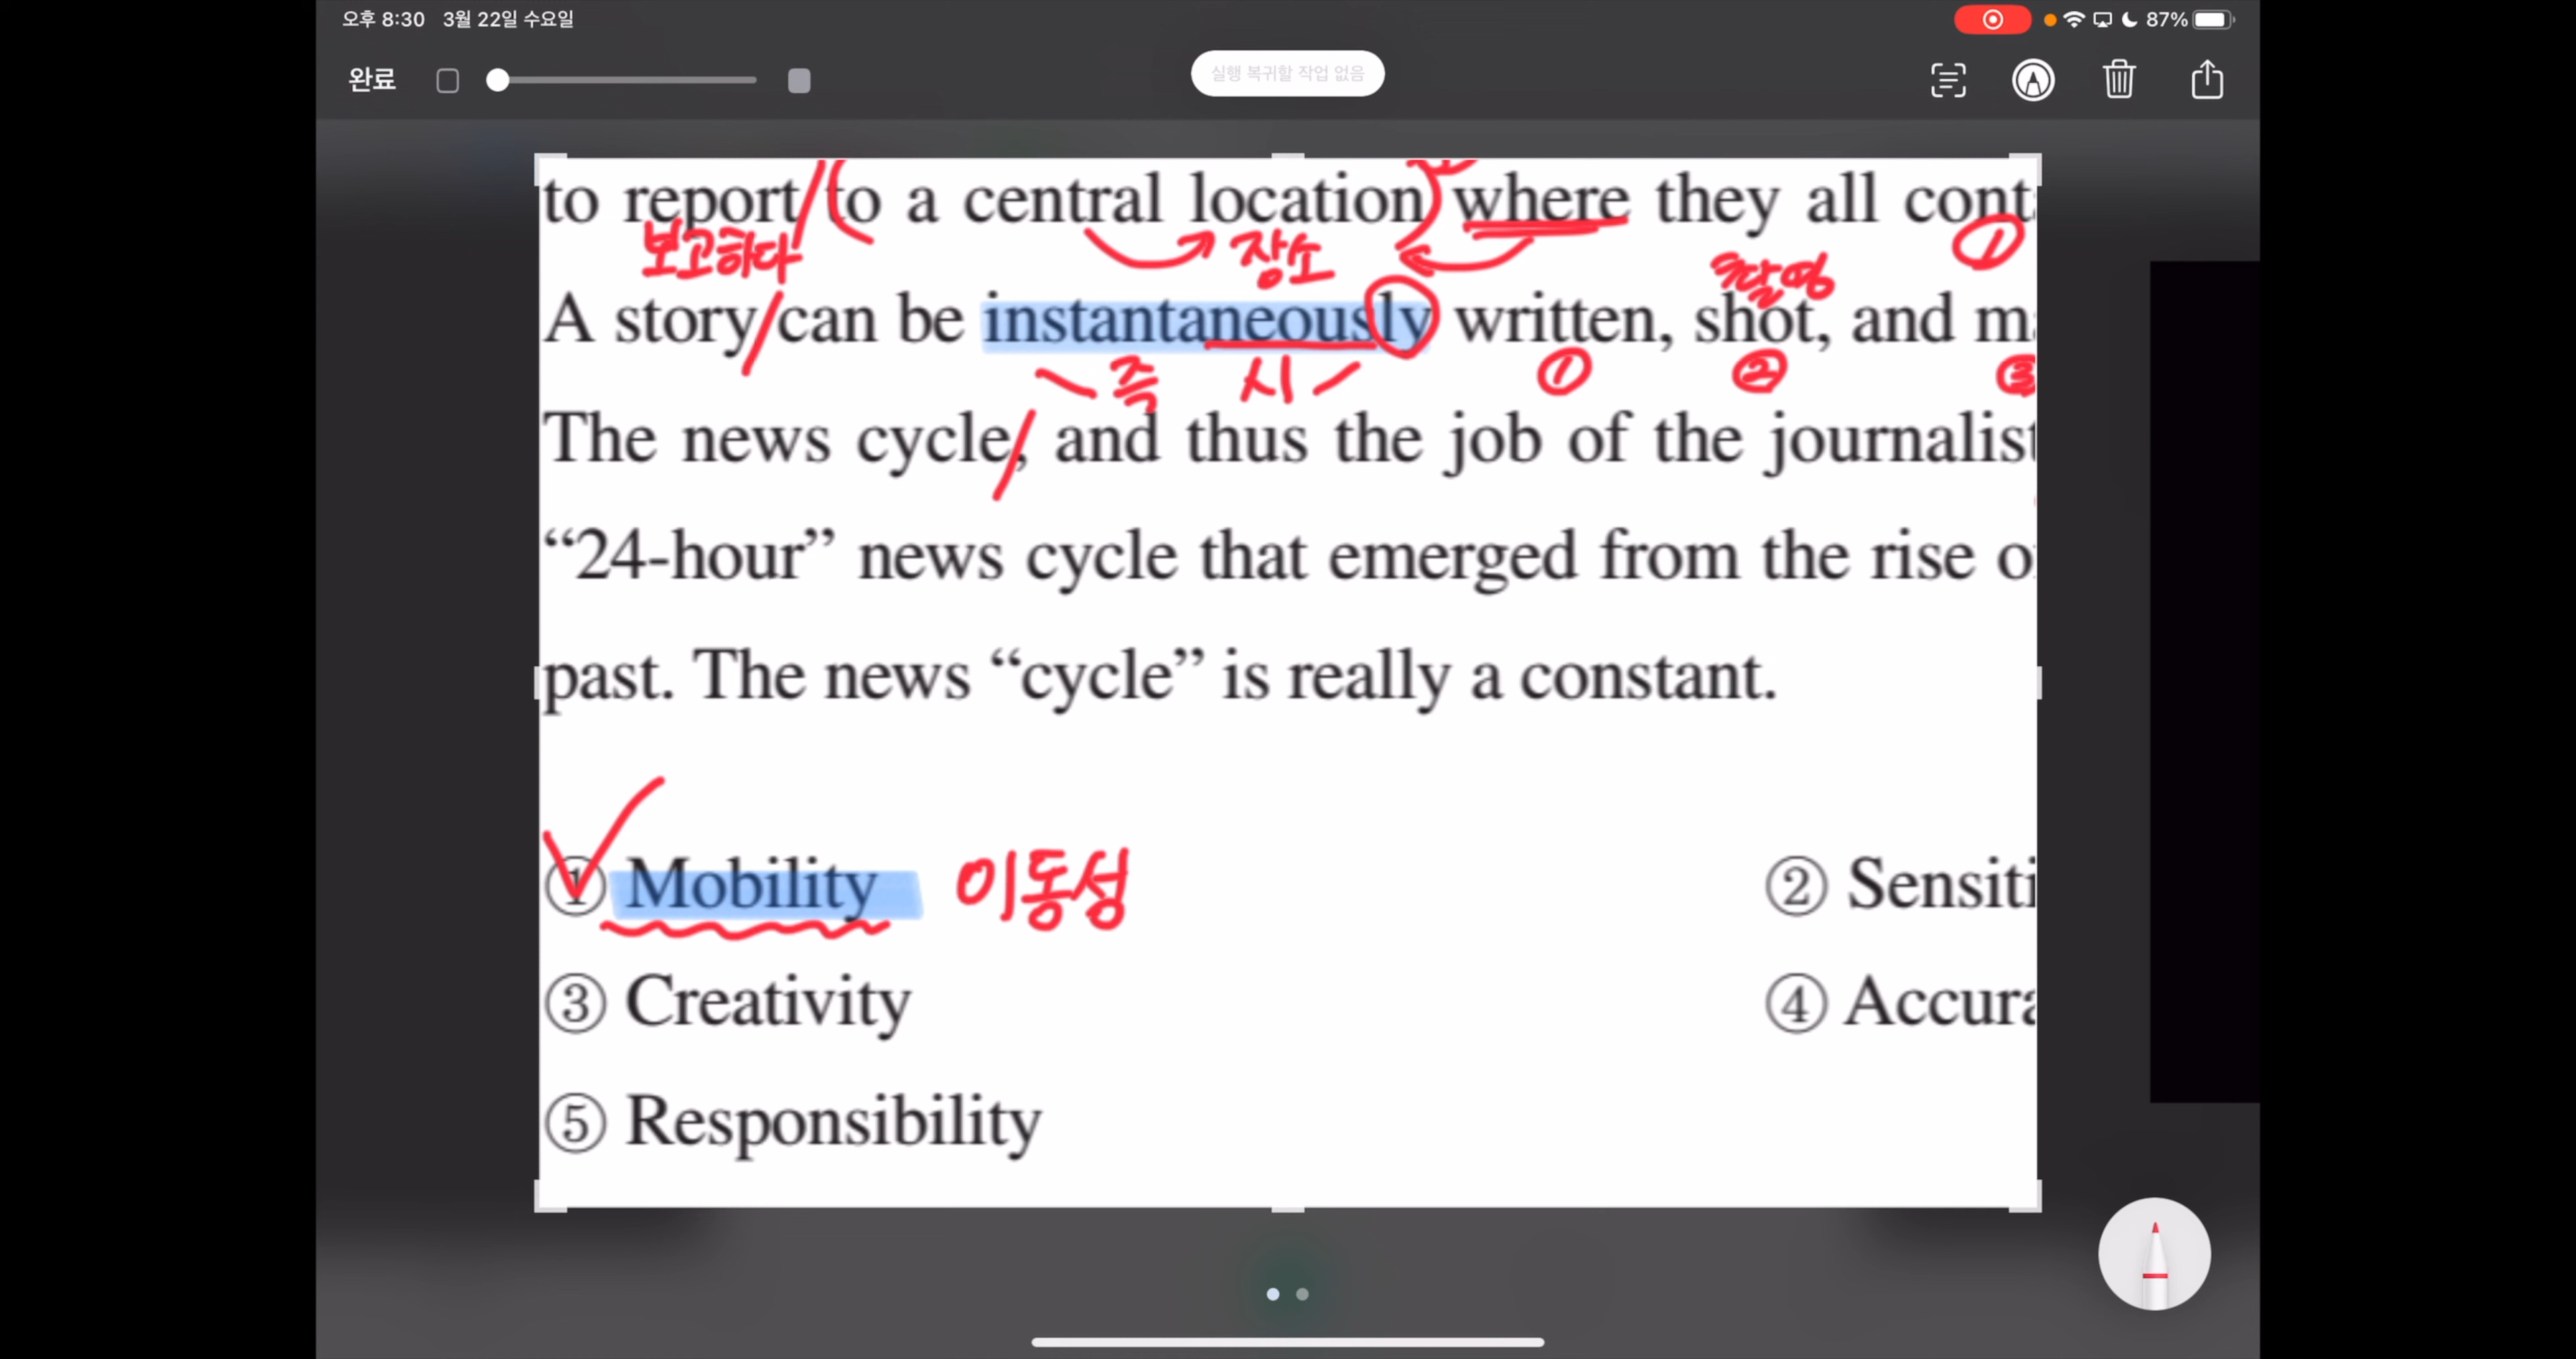 오후 8:30 3월 22일 수요일 87%
완료 실행 복귀할 작업 없음
to report to a central location where they all
보고하다 장소 촬영 ①
A story can be instantaneously written, shot, and
즉 시 ① ② ③
The news cycle, and thus the job of the journalist
“24-hour” news cycle that emerged from the rise
past. The news “cycle” is really a constant.
① Mobility 이동성 ②
③ Creativity ④
⑤ Responsibility